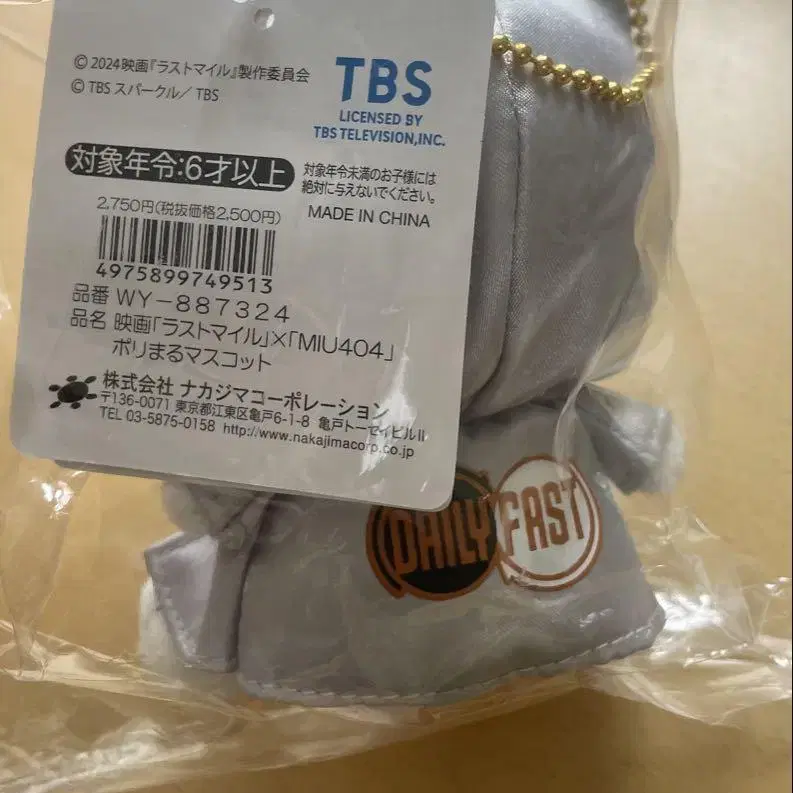 © 2024映画『ラストマイル』製作委員会
© TBS スパークル／TBS
TBS
LICENSED BY
TBS TELEVISION,INC.
対象年令:6才以上
対象年令未満のお子様には
絶対に与えないでください。
2,750円(税抜価格2,500円)
MADE IN CHINA
4975899749513
品番 WY-887324
品名 映画「ラストマイル」×「MIU404」
ポリまるマスコット
株式会社 ナカジマコーポレーション
〒136-0071 東京都江東区亀戸6-1-8 亀戸トーセイビルⅡ
TEL 03-5875-0158 http://www.nakajimacorp.co.jp
DAILY FAST